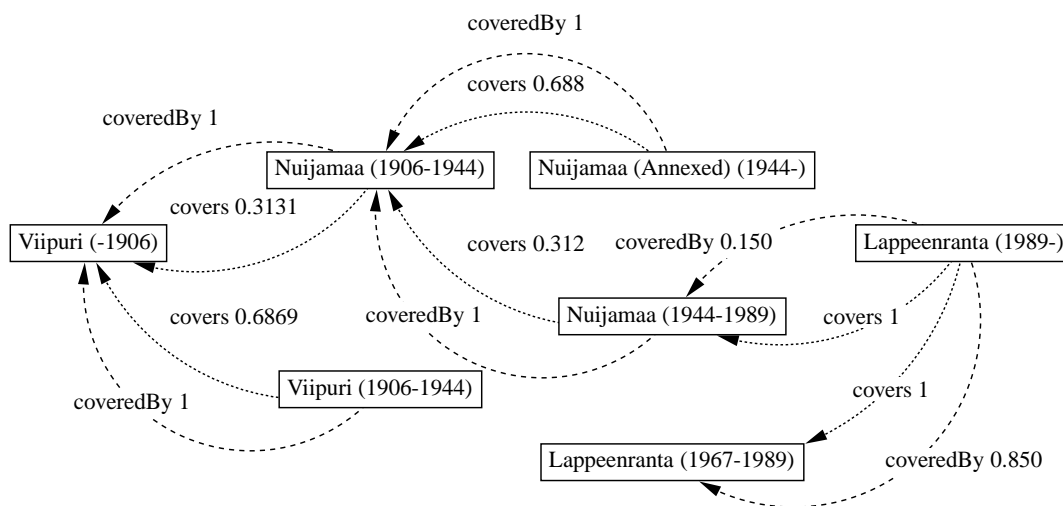 coveredBy 1
covers 0.688
coveredBy 1
Nuijamaa (1906-1944)
Nuijamaa (Annexed) (1944-)
covers 0.3131
Viipuri (-1906)
covers 0.312
coveredBy 0.150
Lappeenranta (1989-)
covers 0.6869
coveredBy 1
Nuijamaa (1944-1989)
covers 1
Viipuri (1906-1944)
coveredBy 1
covers 1
Lappeenranta (1967-1989)
coveredBy 0.850